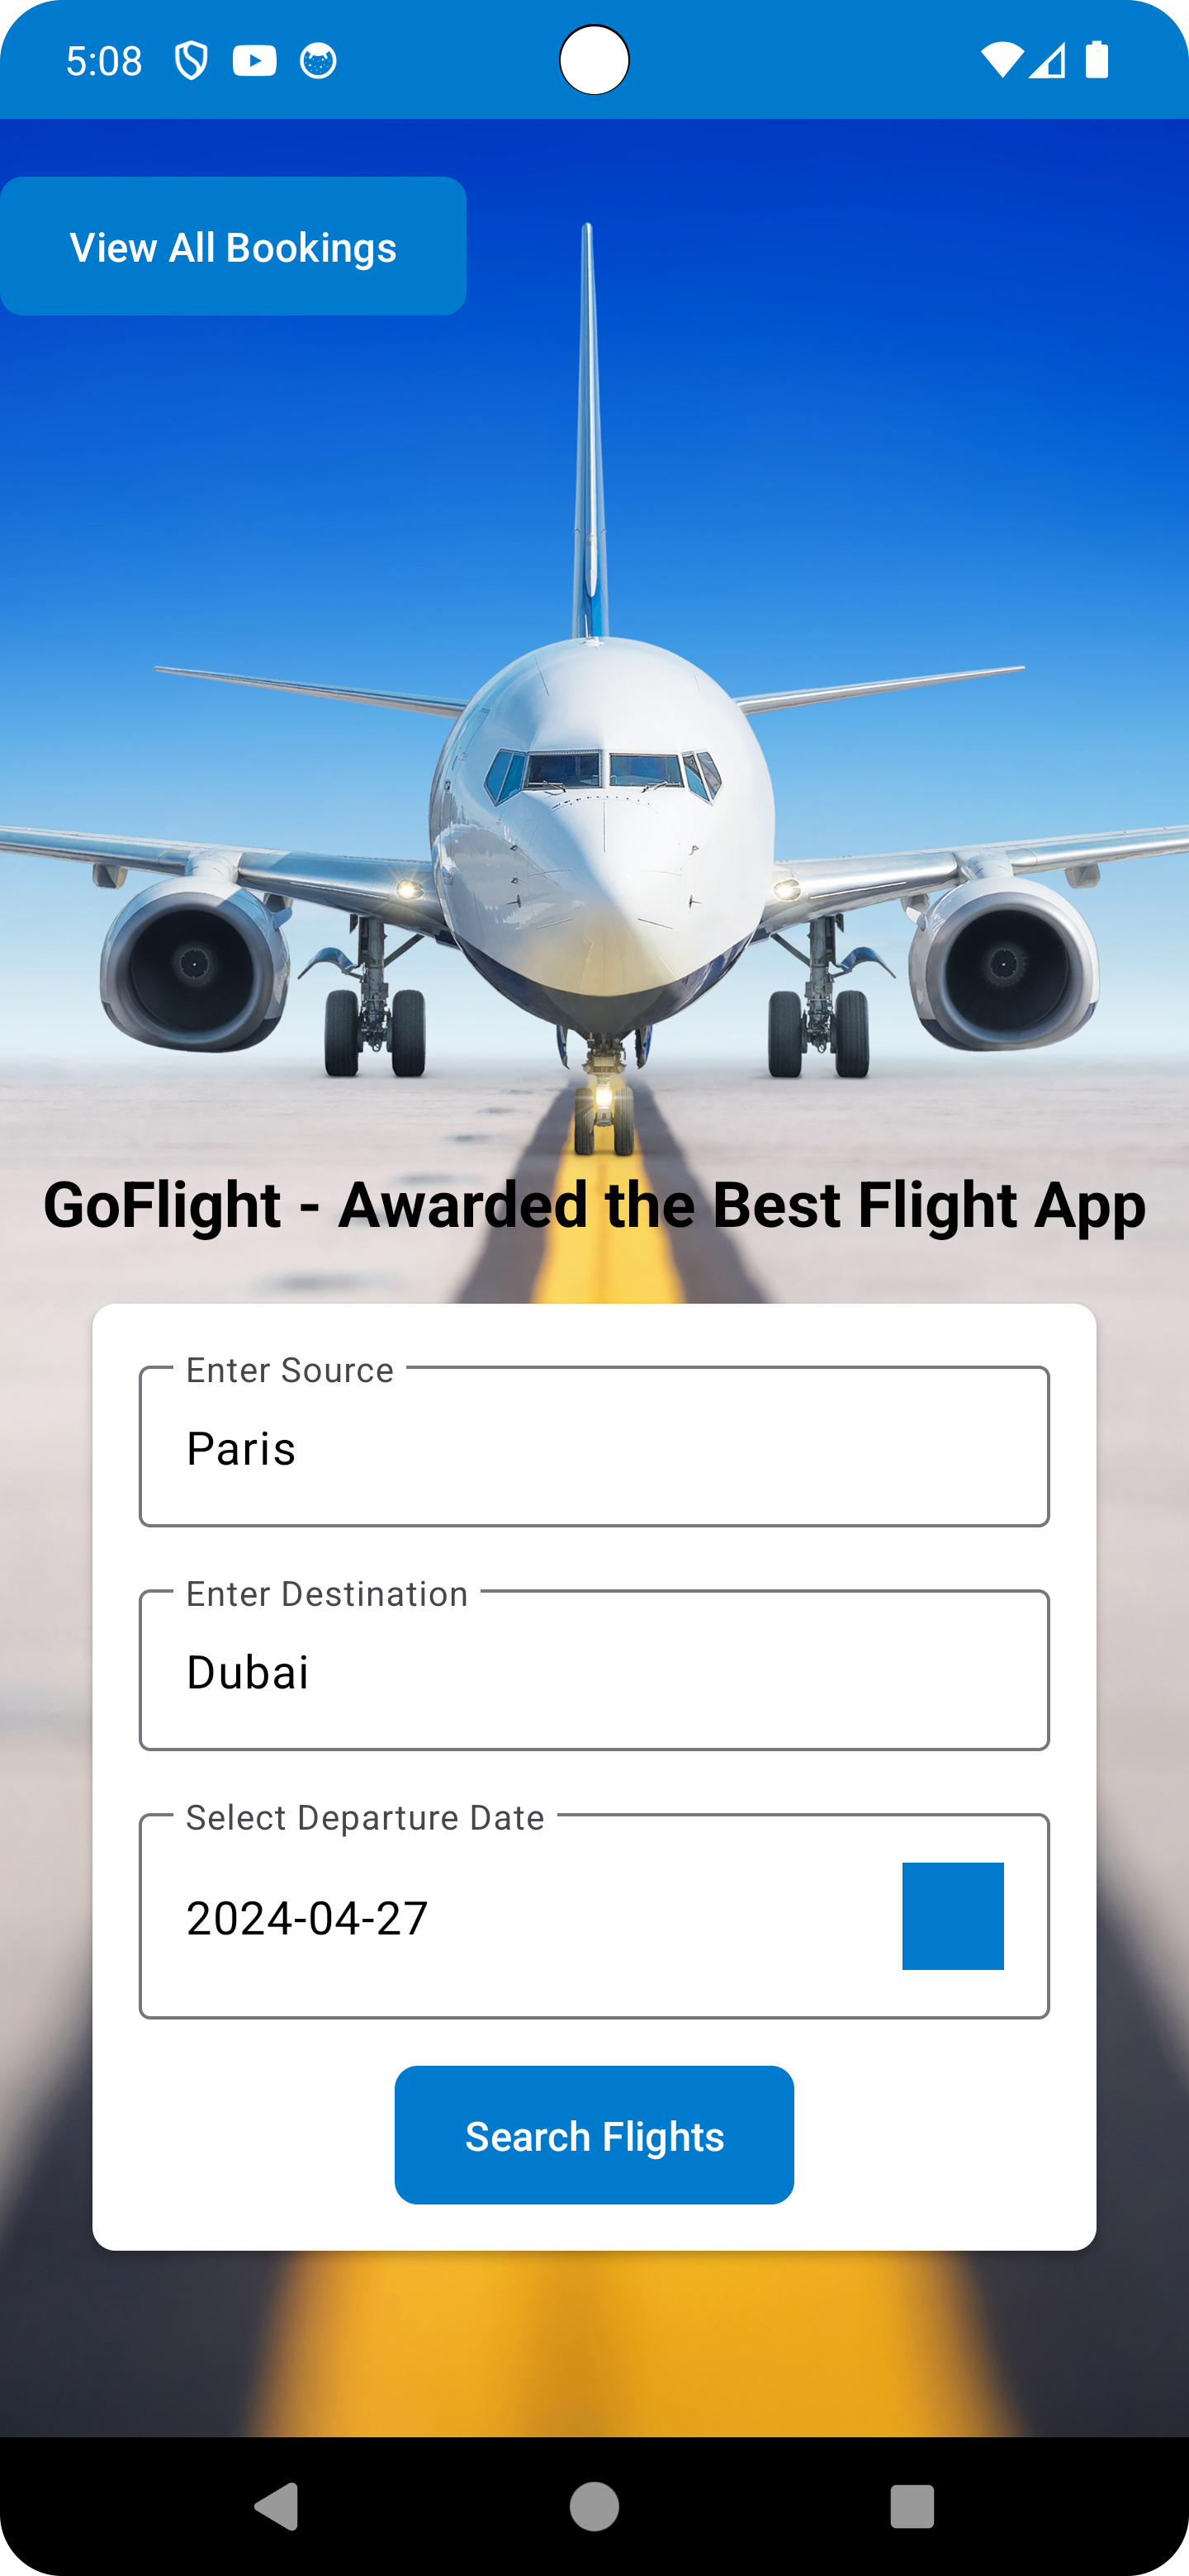 5:08
View All Bookings
GoFlight - Awarded the Best Flight App
Enter Source
Paris
Enter Destination
Dubai
Select Departure Date
2024-04-27
Search Flights